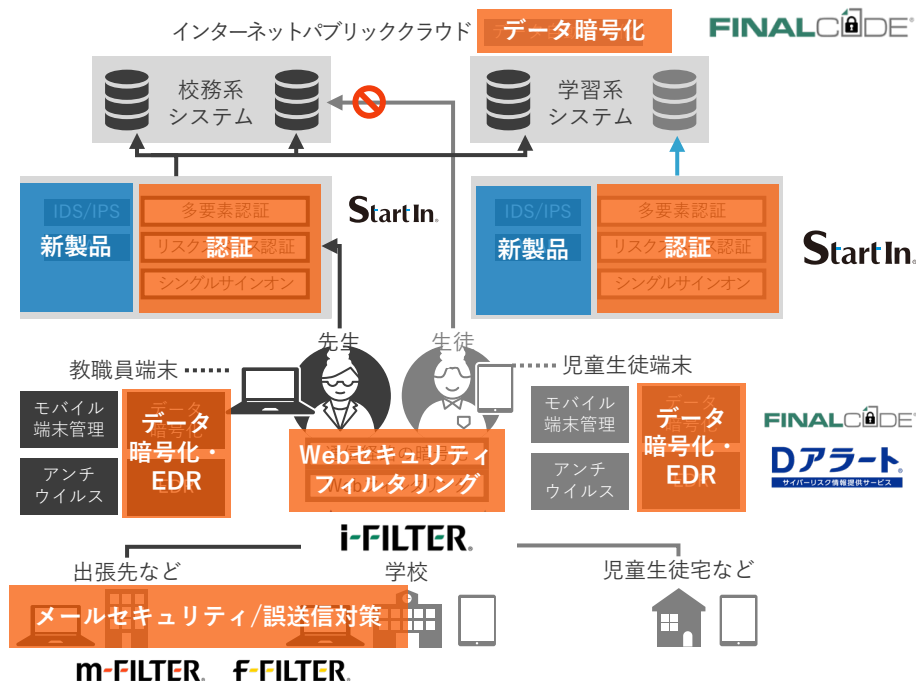 インターネットパブリッククラウド
データ暗号化
FINALCODE®
校務系
システム
学習系
システム
IDS/IPS
新製品
多要素認証
認証
シングルサインオン
StartIn®
IDS/IPS
新製品
多要素認証
認証
シングルサインオン
StartIn®
先生
生徒
教職員端末
児童生徒端末
モバイル
端末管理
アンチ
ウイルス
データ
暗号化・
EDR
Webセキュリティ
フィルタリング
モバイル
端末管理
アンチ
ウイルス
データ
暗号化・
EDR
FINALCODE®
Dアラート®
サイバーリスク情報提供サービス
i-FILTER®
出張先など
学校
児童生徒宅など
メールセキュリティ/誤送信対策
m-FILTER®
f-FILTER®